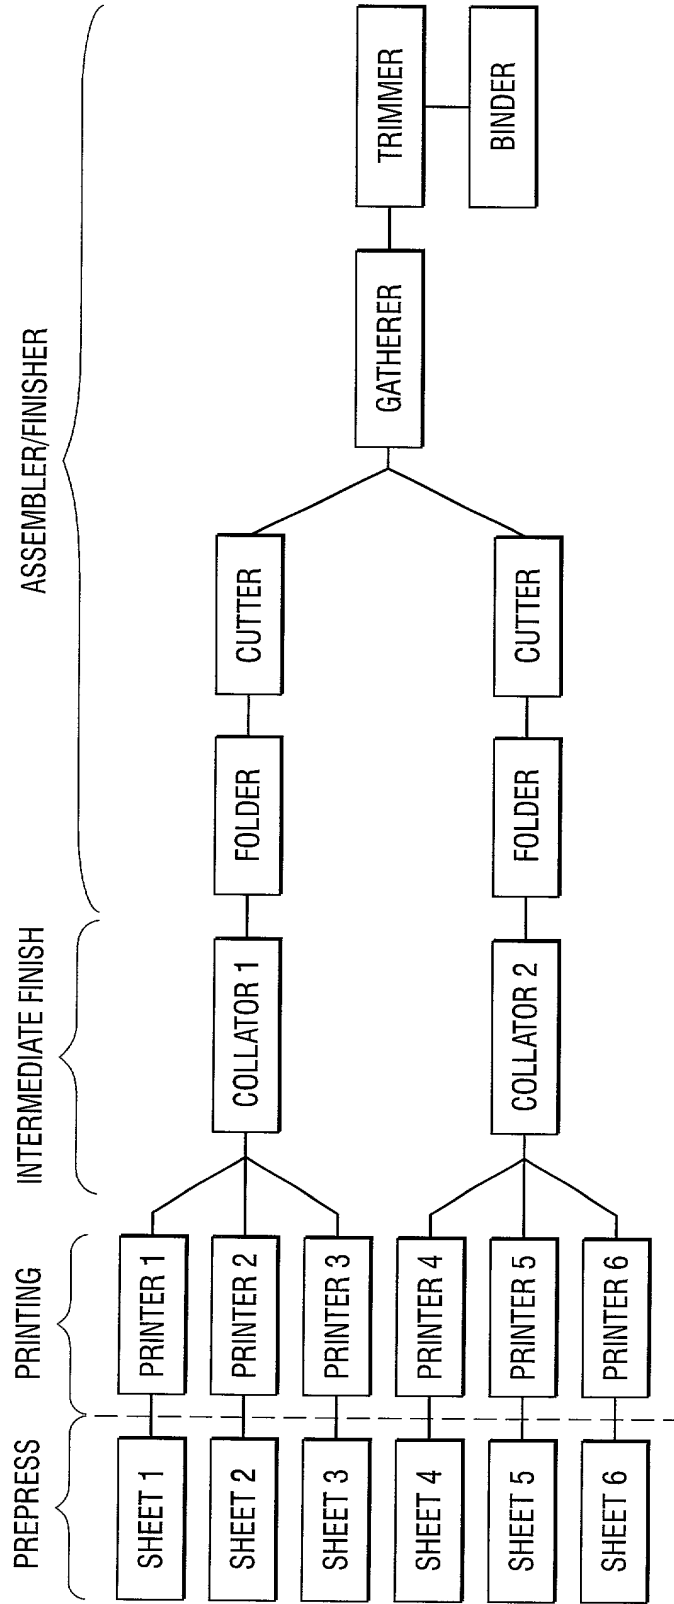 PREPRESS
PRINTING
INTERMEDIATE FINISH
ASSEMBLER/FINISHER
SHEET 1
PRINTER 1
SHEET 2
PRINTER 2
SHEET 3
PRINTER 3
COLLATOR 1
FOLDER
CUTTER
SHEET 4
PRINTER 4
SHEET 5
PRINTER 5
SHEET 6
PRINTER 6
COLLATOR 2
FOLDER
CUTTER
GATHERER
TRIMMER
BINDER